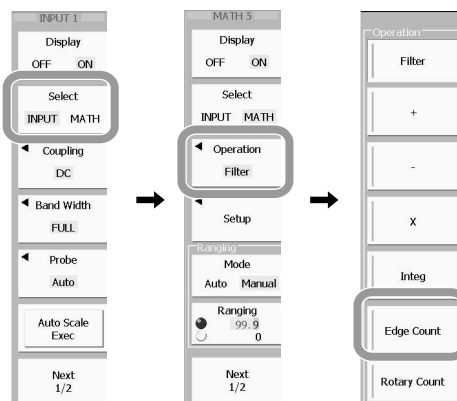 INPUT 1
Display
OFF ON
Select
INPUT MATH
Coupling
DC
Band Width
FULL
Probe
Auto
Auto Scale
Exec
Next
1/2
MATH 5
Display
OFF ON
Select
INPUT MATH
Operation
Filter
Setup
Ranging
Mode
Auto Manual
Ranging
99.9
0
Next
1/2
Operation
Filter
+
-
X
Integ
Edge Count
Rotary Count